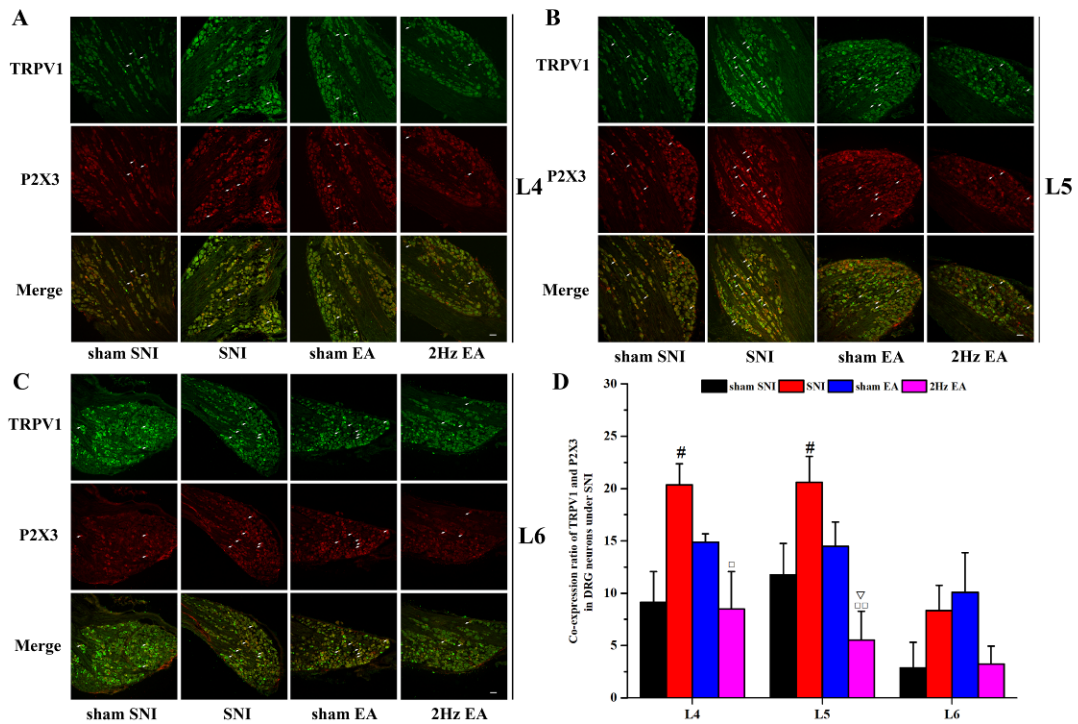 A
TRPV1
P2X3
Merge
L4
sham SNI SNI sham EA 2Hz EA
B
TRPV1
P2X3
Merge
L5
sham SNI SNI sham EA 2Hz EA
C
TRPV1
P2X3
Merge
L6
sham SNI SNI sham EA 2Hz EA
D
sham SNI SNI sham EA 2Hz EA
Co-expression ratio of TRPV1 and P2X3
in DRG neurons under SNI
30
25
20
15
10
5
0
#
#
□
▽
□□
L4 L5 L6